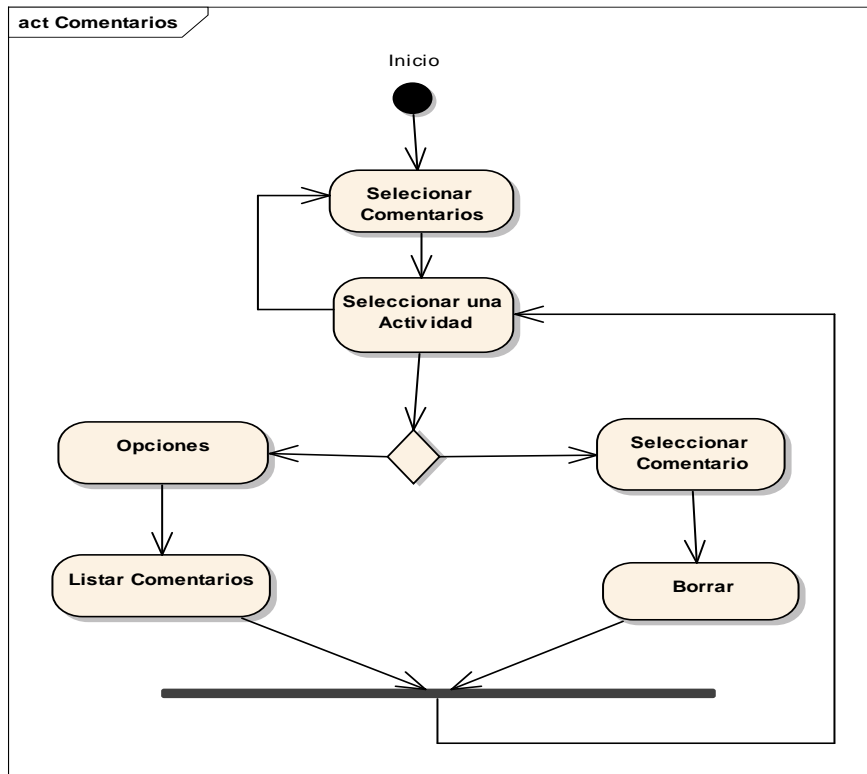 act Comentarios
Inicio
Selecionar
Comentarios
Seleccionar una
Actividad
Opciones
Seleccionar
Comentario
Listar Comentarios
Borrar